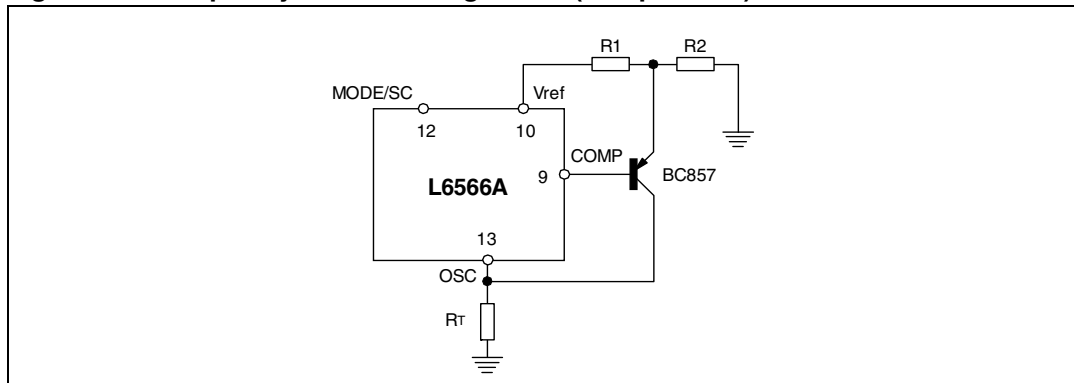 R1 R2
MODE/SC Vref
12 10
COMP
9 BC857
L6566A
13
OSC
RT